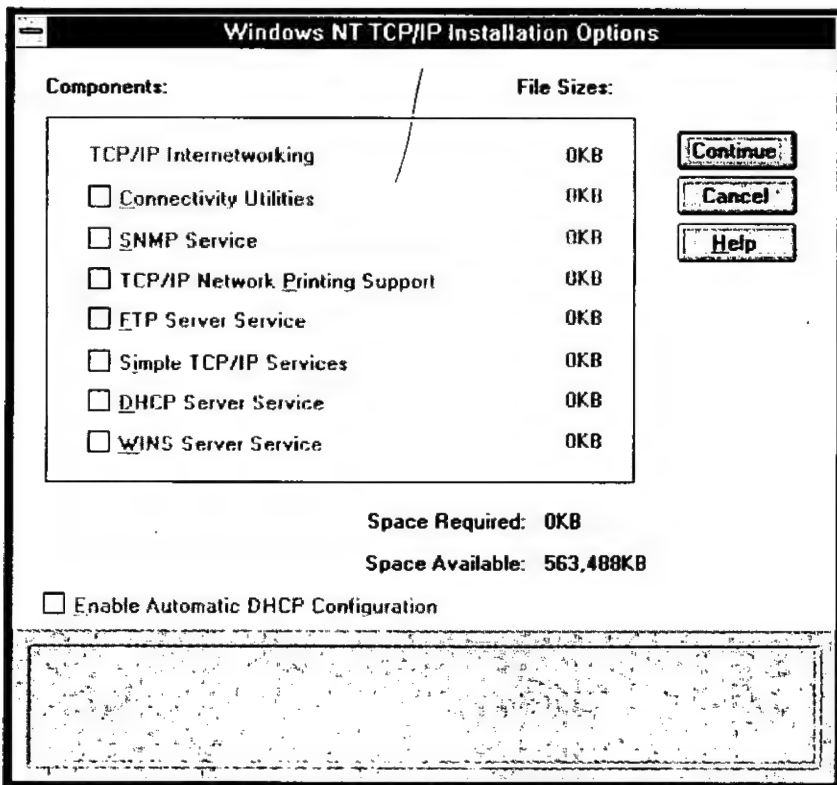 Windows NT TCP/IP Installation Options
Components: File Sizes:
TCP/IP Internetworking 0KB
Connectivity Utilities 0KB
SNMP Service 0KB
TCP/IP Network Printing Support 0KB
FTP Server Service 0KB
Simple TCP/IP Services 0KB
DHCP Server Service 0KB
WINS Server Service 0KB
Continue
Cancel
Help
Space Required: 0KB
Space Available: 563,488KB
Enable Automatic DHCP Configuration